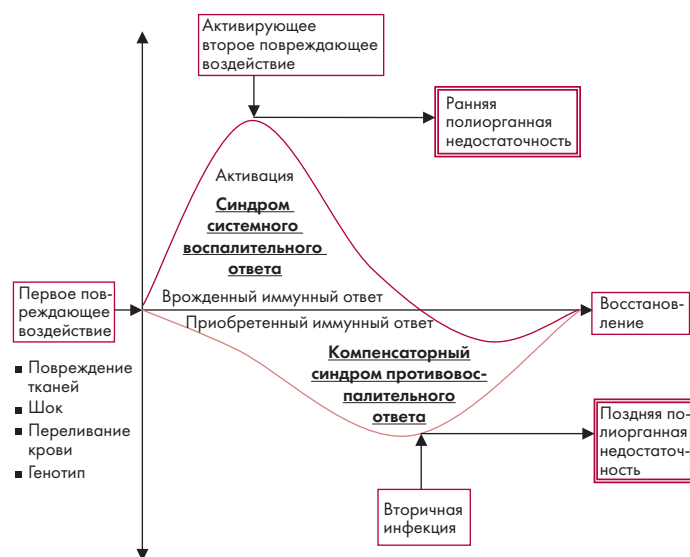 Активирующее
второе повреждающее
воздействие
Ранняя
полиорганная
недостаточность
Активация
Синдром
системного
воспалительного
ответа
Первое пов-
реждающее
воздействие
Врожденный иммунный ответ
Приобретенный иммунный ответ
Восстанов-
ление
Компенсаторный
синдром противовос-
палительного
ответа
▪ Повреждение
тканей
▪ Шок
▪ Переливание
крови
▪ Генотип
Поздняя по-
лиорганная
недостаточ-
ность
Вторичная
инфекция